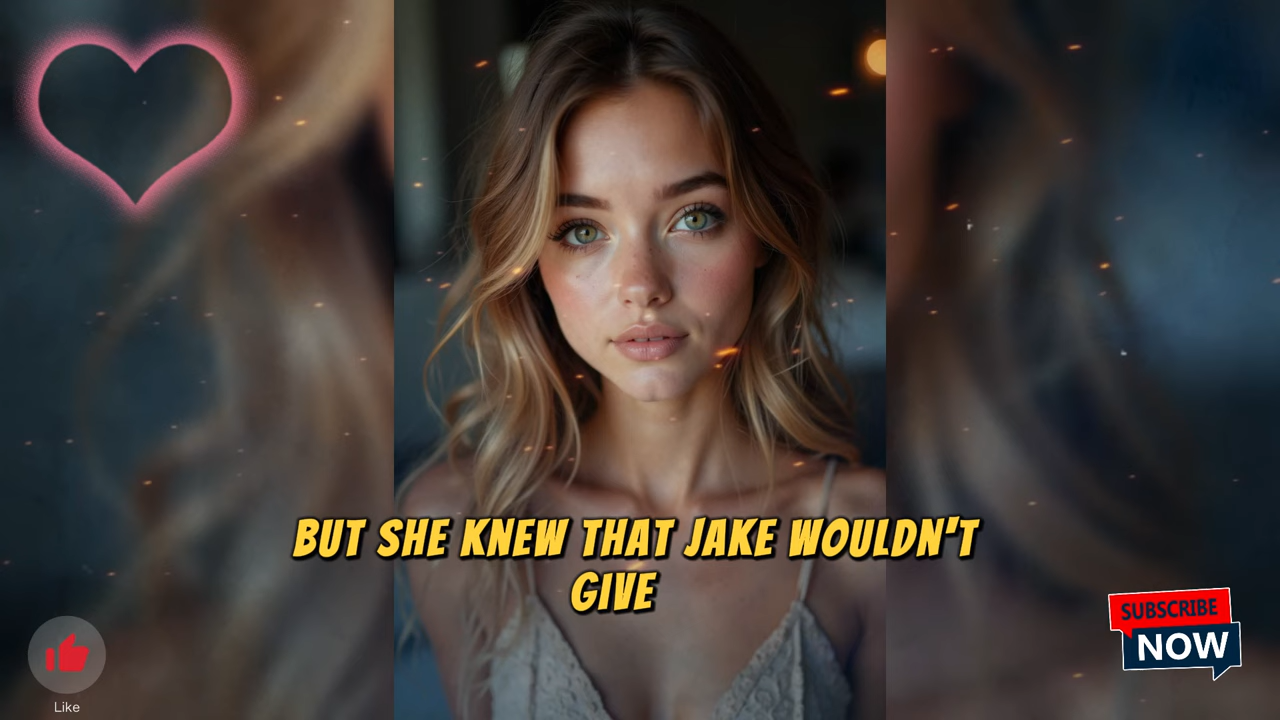 BUT SHE KNEW THAT JAKE WOULDN'T
GIVE
SUBSCRIBE
NOW
Like